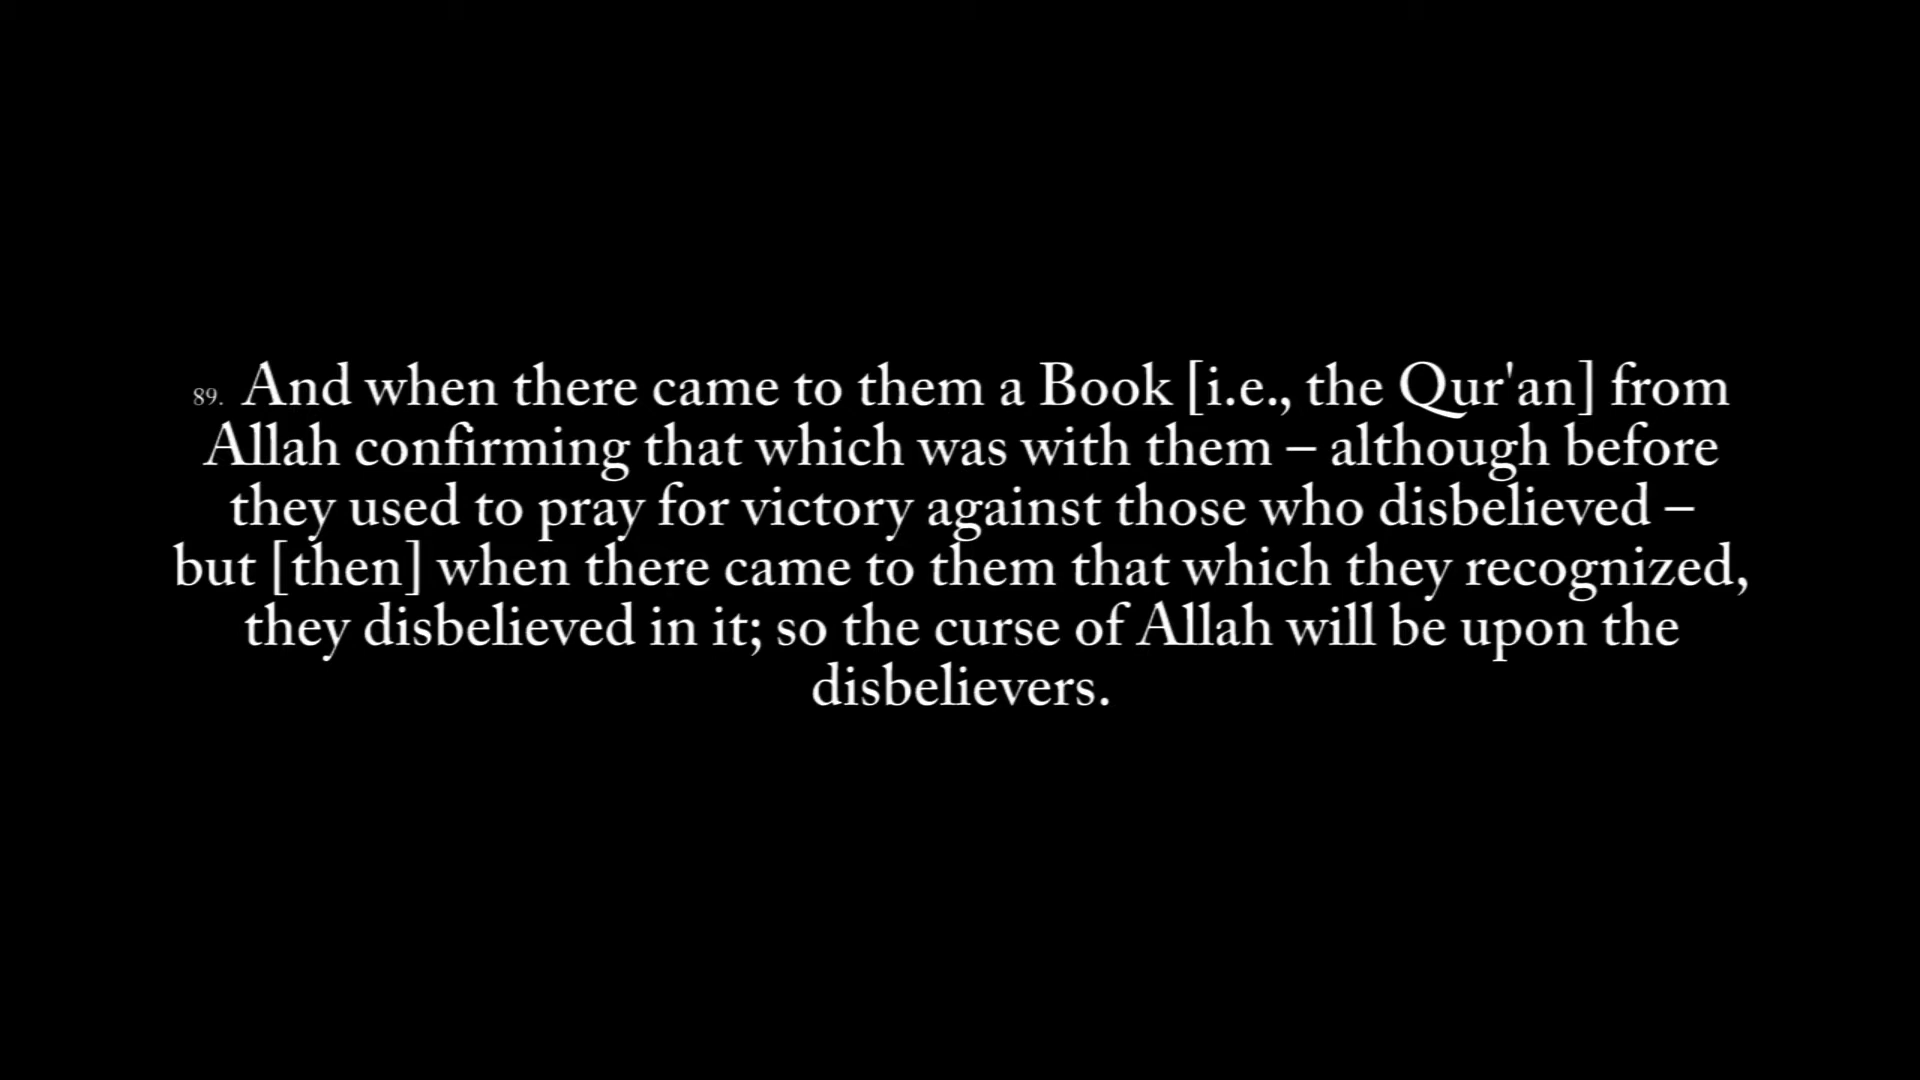 89. And when there came to them a Book [i.e., the Qur'an] from
Allah confirming that which was with them – although before
they used to pray for victory against those who disbelieved –
but [then] when there came to them that which they recognized,
they disbelieved in it; so the curse of Allah will be upon the
disbelievers.